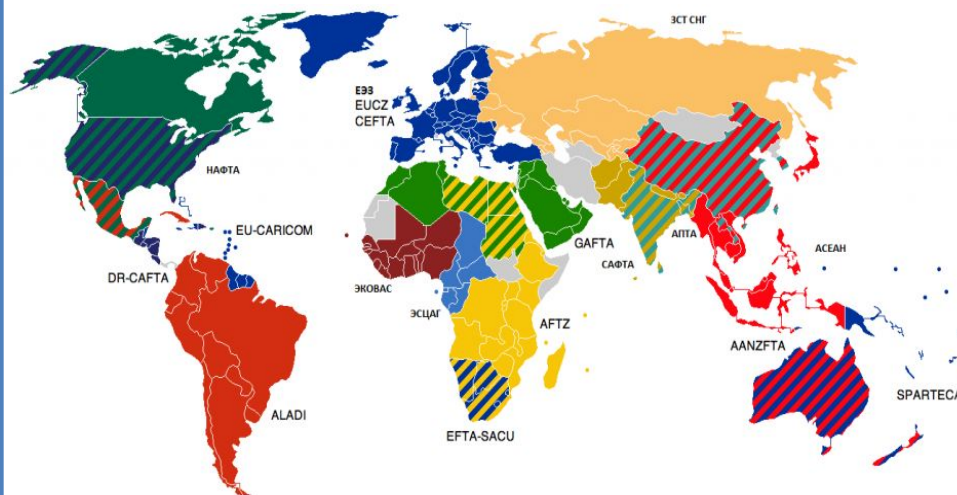 ЗСТ СНГ
ЕЭЗ
EUCZ
CEFTA
НАФТА
EU-CARICOM
DR-CAFTA
GAFTA
САФТА
АПТА
АСЕАН
ЭКОВАС
ЭСЦАГ
AFTZ
AANZFTA
SPARTECA
ALADI
EFTA-SACU